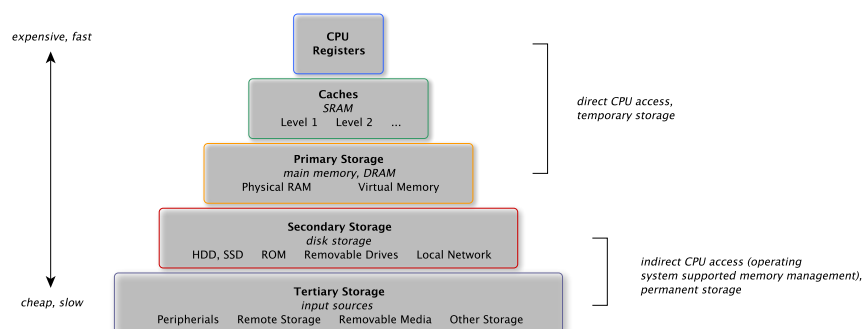 expensive, fast
CPU
Registers
Caches
SRAM
Level 1 Level 2 ...
direct CPU access,
temporary storage
Primary Storage
main memory, DRAM
Physical RAM Virtual Memory
Secondary Storage
disk storage
HDD, SSD ROM Removable Drives Local Network
indirect CPU access (operating
system supported memory management),
permanent storage
Tertiary Storage
input sources
cheap, slow
Peripherials Remote Storage Removable Media Other Storage